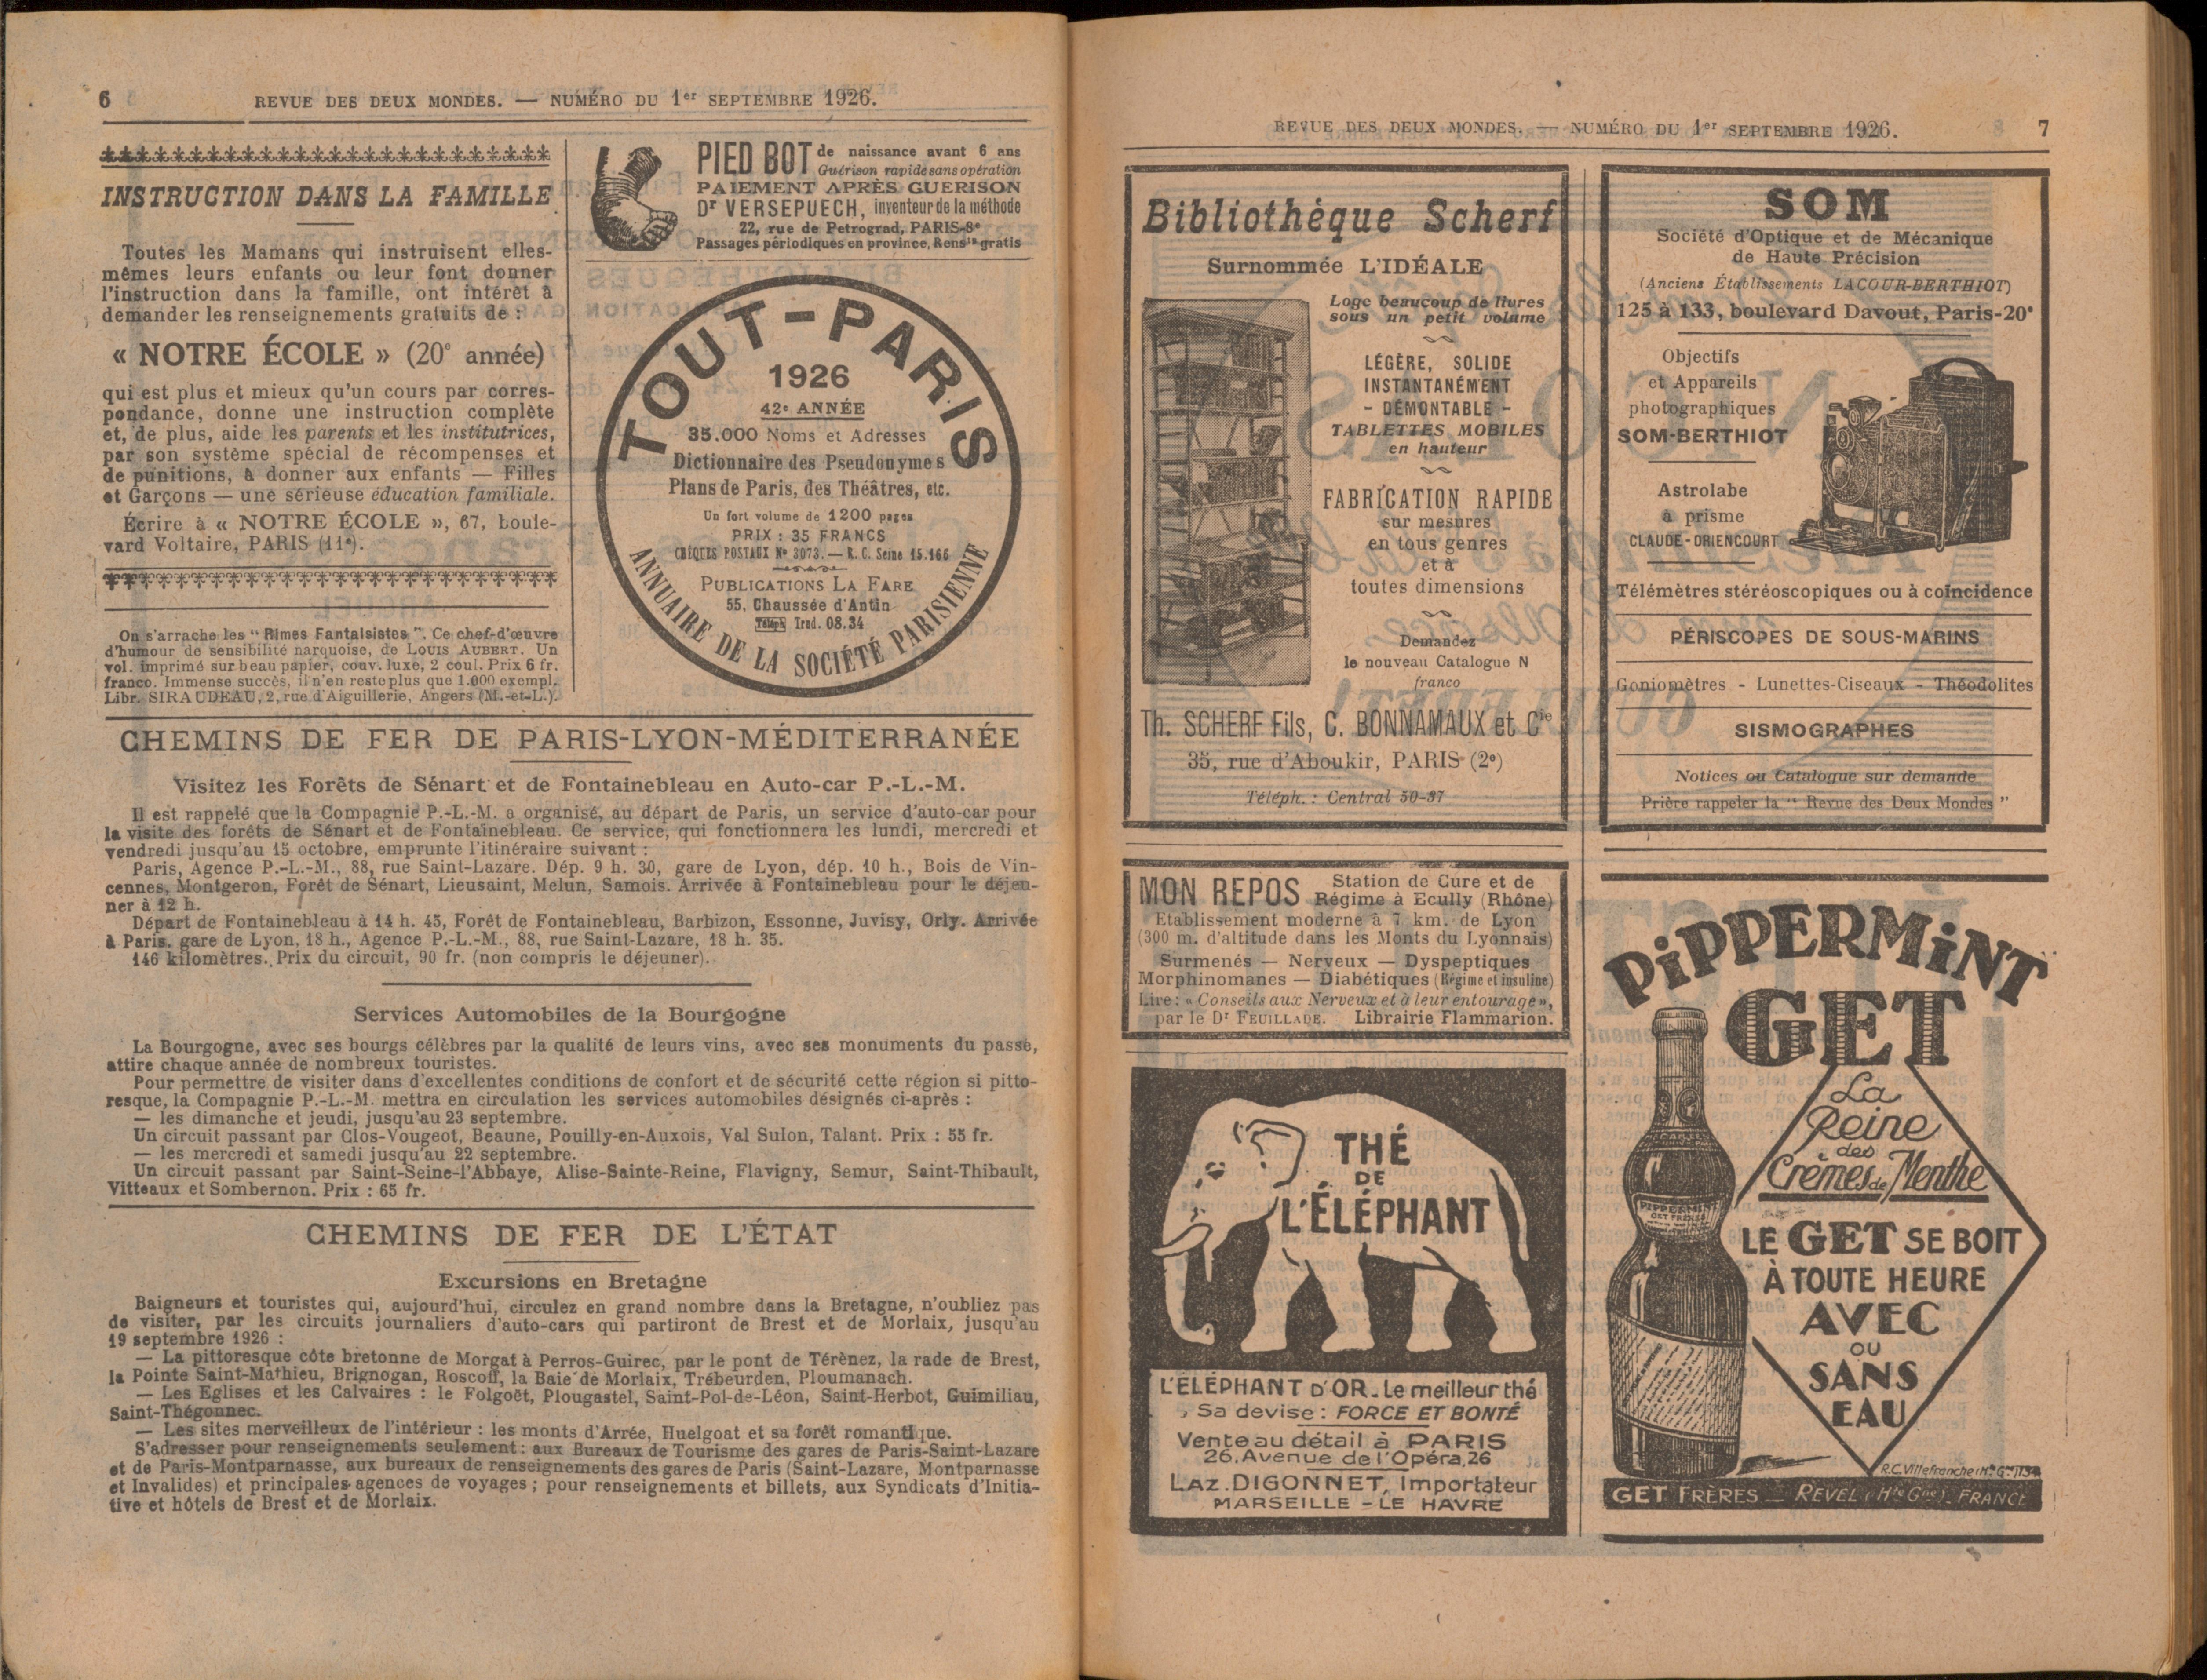 6
REVUE DES DEUX MONDES. — NUMÉRO DU 1er SEPTEMBRE 1926.
INSTRUCTION DANS LA FAMILLE
Toutes les Mamans qui instruisent elles-
mêmes leurs enfants ou leur font donner
l'instruction dans la famille, ont intérêt à
demander les renseignements gratuits de :
« NOTRE ÉCOLE » (20e année)
qui est plus et mieux qu'un cours par corres-
pondance, donne une instruction complète
et, de plus, aide les parents et les institutrices,
par son système spécial de récompenses et
de punitions, à donner aux enfants — Filles
et Garçons — une sérieuse éducation familiale.
Écrire à « NOTRE ÉCOLE », 67, boule-
vard Voltaire, PARIS (11e).
On s'arrache les "Rimes Fantaisistes". Ce chef-d'œuvre
d'humour de sensibilité narquoise, de LOUIS AUBERT. Un
vol. imprimé sur beau papier, couv. luxe, 2 coul. Prix 6 fr.
franco. Immense succès, il n'en reste plus que 1.000 exempl.
Libr. SIRAUDEAU, 2, rue d'Aiguillerie, Angers (M.-et-L.).
PIED BOT de naissance avant 6 ans
Guérison rapide sans opération
PAIEMENT APRÈS GUERISON
Dr VERSEPUECH, inventeur de la méthode
22, rue de Petrograd, PARIS-8e
Passages périodiques en province, Rensts gratis
TOUT-PARIS
1926
42e ANNÉE
35.000 Noms et Adresses
Dictionnaire des Pseudonymes
Plans de Paris, des Théâtres, etc.
Un fort volume de 1200 pages
PRIX : 35 FRANCS
CHÈQUES POSTAUX No 3073. — R. C. Seine 15.166
PUBLICATIONS LA FARE
55, Chaussée d'Antin
Téléph Trud. 08.34
ANNUAIRE DE LA SOCIÉTÉ PARISIENNE
CHEMINS DE FER DE PARIS-LYON-MÉDITERRANÉE
Visitez les Forêts de Sénart et de Fontainebleau en Auto-car P.-L.-M.
Il est rappelé que la Compagnie P.-L.-M. a organisé, au départ de Paris, un service d'auto-car pour
la visite des forêts de Sénart et de Fontainebleau. Ce service, qui fonctionnera les lundi, mercredi et
vendredi jusqu'au 15 octobre, emprunte l'itinéraire suivant :
Paris, Agence P.-L.-M., 88, rue Saint-Lazare. Dép. 9 h. 30, gare de Lyon, dép. 10 h., Bois de Vin-
cennes, Montgeron, Forêt de Sénart, Lieusaint, Melun, Samois. Arrivée à Fontainebleau pour le déjeu-
ner à 12 h.
Départ de Fontainebleau à 14 h. 45, Forêt de Fontainebleau, Barbizon, Essonne, Juvisy, Orly. Arrivée
à Paris. gare de Lyon, 18 h., Agence P.-L.-M., 88, rue Saint-Lazare, 18 h. 35.
146 kilomètres. Prix du circuit, 90 fr. (non compris le déjeuner).
Services Automobiles de la Bourgogne
La Bourgogne, avec ses bourgs célèbres par la qualité de leurs vins, avec ses monuments du passé,
attire chaque année de nombreux touristes.
Pour permettre de visiter dans d'excellentes conditions de confort et de sécurité cette région si pitto-
resque, la Compagnie P.-L.-M. mettra en circulation les services automobiles désignés ci-après :
— les dimanche et jeudi, jusqu'au 23 septembre.
Un circuit passant par Clos-Vougeot, Beaune, Pouilly-en-Auxois, Val Sulon, Talant. Prix : 55 fr.
— les mercredi et samedi jusqu'au 22 septembre.
Un circuit passant par Saint-Seine-l'Abbaye, Alise-Sainte-Reine, Flavigny, Semur, Saint-Thibault,
Vitteaux et Sombernon. Prix : 65 fr.
CHEMINS DE FER DE L'ÉTAT
Excursions en Bretagne
Baigneurs et touristes qui, aujourd'hui, circulez en grand nombre dans la Bretagne, n'oubliez pas
de visiter, par les circuits journaliers d'auto-cars qui partiront de Brest et de Morlaix, jusqu'au
19 septembre 1926 :
— La pittoresque côte bretonne de Morgat à Perros-Guirec, par le pont de Térènez, la rade de Brest,
la Pointe Saint-Mathieu, Brignogan, Roscoff, la Baie de Morlaix, Trébeurden, Ploumanach.
— Les Eglises et les Calvaires : le Folgoët, Plougastel, Saint-Pol-de-Léon, Saint-Herbot, Guimiliau,
Saint-Thégonnec.
— Les sites merveilleux de l'intérieur : les monts d'Arrée, Huelgoat et sa forêt romantique.
S'adresser pour renseignements seulement : aux Bureaux de Tourisme des gares de Paris-Saint-Lazare
et de Paris-Montparnasse, aux bureaux de renseignements des gares de Paris (Saint-Lazare, Montparnasse
et Invalides) et principales agences de voyages ; pour renseignements et billets, aux Syndicats d'Initia-
tive et hôtels de Brest et de Morlaix.
REVUE DES DEUX MONDES. — NUMÉRO DU 1er SEPTEMBRE 1926.
7
Bibliothèque Scherf
Surnommée L'IDÉALE
Loge beaucoup de livres
sous un petit volume
LÉGÈRE, SOLIDE
INSTANTANÉMENT
- DÉMONTABLE -
TABLETTES MOBILES
en hauteur
FABRICATION RAPIDE
sur mesures
en tous genres
et à
toutes dimensions
Demandez
le nouveau Catalogue N
franco
Th. SCHERF Fils, C. BONNAMAUX et Cie
35, rue d'Aboukir, PARIS (2e)
Téléph. : Central 50-37
SOM
Société d'Optique et de Mécanique
de Haute Précision
(Anciens Établissements LACOUR-BERTHIOT)
125 à 133, boulevard Davout, Paris-20e
Objectifs
et Appareils
photographiques
SOM-BERTHIOT
Astrolabe
à prisme
CLAUDE-DRIENCOURT
Télémètres stéréoscopiques ou à coïncidence
PÉRISCOPES DE SOUS-MARINS
Goniomètres - Lunettes-Ciseaux - Théodolites
SISMOGRAPHES
Notices ou Catalogue sur demande
Prière rappeler la "Revue des Deux Mondes"
MON REPOS Station de Cure et de
Régime à Ecully (Rhône)
Etablissement moderne à 7 km. de Lyon
(300 m. d'altitude dans les Monts du Lyonnais)
Surmenés — Nerveux — Dyspeptiques
Morphinomanes — Diabétiques (Régime et insuline)
Lire : « Conseils aux Nerveux et à leur entourage »,
par le Dr FEUILLADE. Librairie Flammarion.
THÉ
DE
L'ÉLÉPHANT
L'ÉLÉPHANT D'OR_Le meilleur thé
Sa devise : FORCE ET BONTÉ
Vente au détail à PARIS
26, Avenue de l'Opéra, 26
LAZ. DIGONNET, Importateur
MARSEILLE - LE HAVRE
PiPPERMiNT
GET
La
Reine
des
Crèmes de Menthe
PIPPERMINT
GET FRÈRES
LE GET SE BOIT
À TOUTE HEURE
AVEC
OU
SANS
EAU
R.C. Villefranche (Hte Gne) 1134
GET FRÈRES _ REVEL (Hte Gne) _ FRANCE